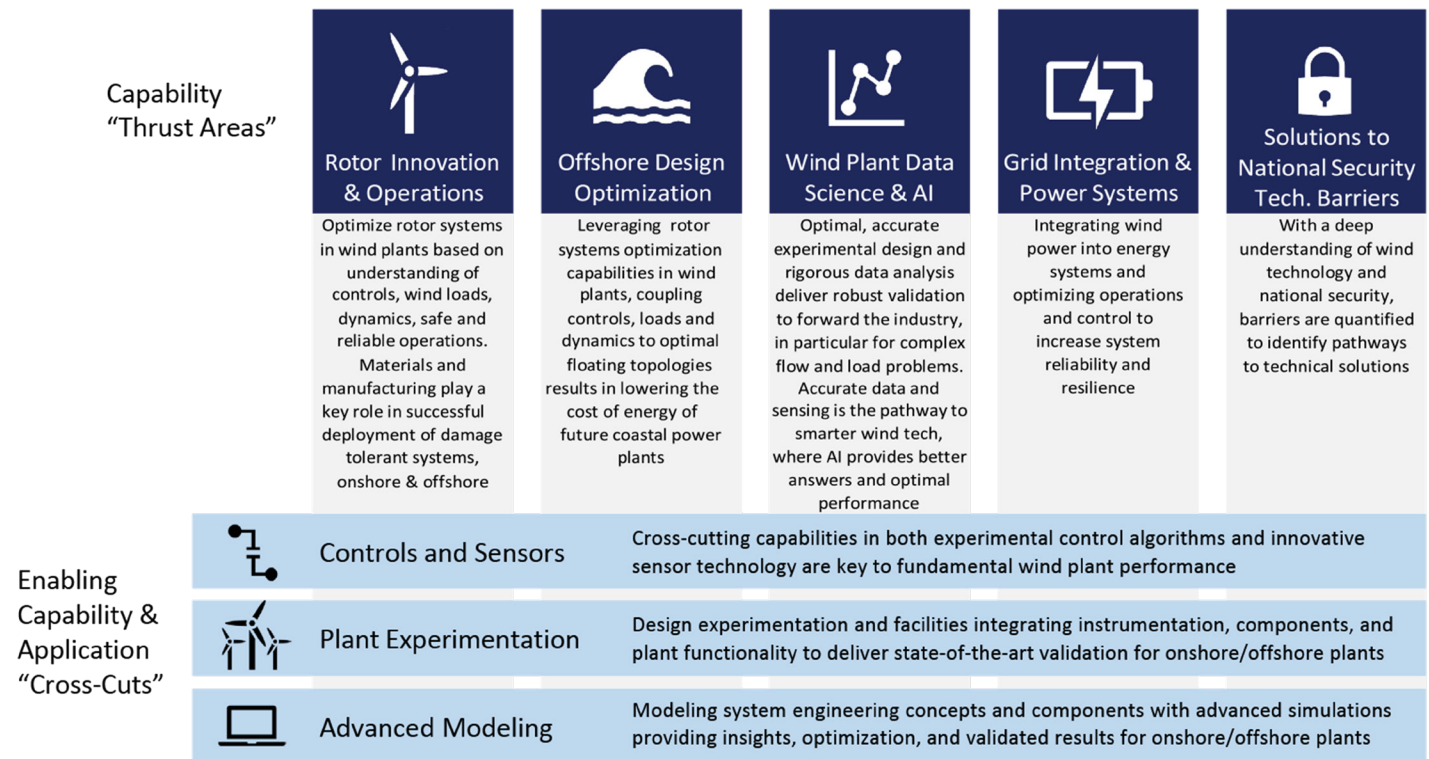 Capability
“Thrust Areas”
Rotor Innovation
& Operations
Optimize rotor systems
in wind plants based on
understanding of
controls, wind loads,
dynamics, safe and
reliable operations.
Materials and
manufacturing play a
key role in successful
deployment of damage
tolerant systems,
onshore & offshore
Offshore Design
Optimization
Leveraging rotor
systems optimization
capabilities in wind
plants, coupling
controls, loads and
dynamics to optimal
floating topologies
results in lowering the
cost of energy of
future coastal power
plants
Wind Plant Data
Science & AI
Optimal, accurate
experimental design and
rigorous data analysis
deliver robust validation
to forward the industry,
in particular for complex
flow and load problems.
Accurate data and
sensing is the pathway to
smarter wind tech,
where AI provides better
answers and optimal
performance
Grid Integration &
Power Systems
Integrating wind
power into energy
systems and
optimizing operations
and control to
increase system
reliability and
resilience
Solutions to
National Security
Tech. Barriers
With a deep
understanding of wind
technology and
national security,
barriers are quantified
to identify pathways
to technical solutions
Enabling
Capability &
Application
“Cross-Cuts”
Controls and Sensors
Cross-cutting capabilities in both experimental control algorithms and innovative
sensor technology are key to fundamental wind plant performance
Plant Experimentation
Design experimentation and facilities integrating instrumentation, components, and
plant functionality to deliver state-of-the-art validation for onshore/offshore plants
Advanced Modeling
Modeling system engineering concepts and components with advanced simulations
providing insights, optimization, and validated results for onshore/offshore plants